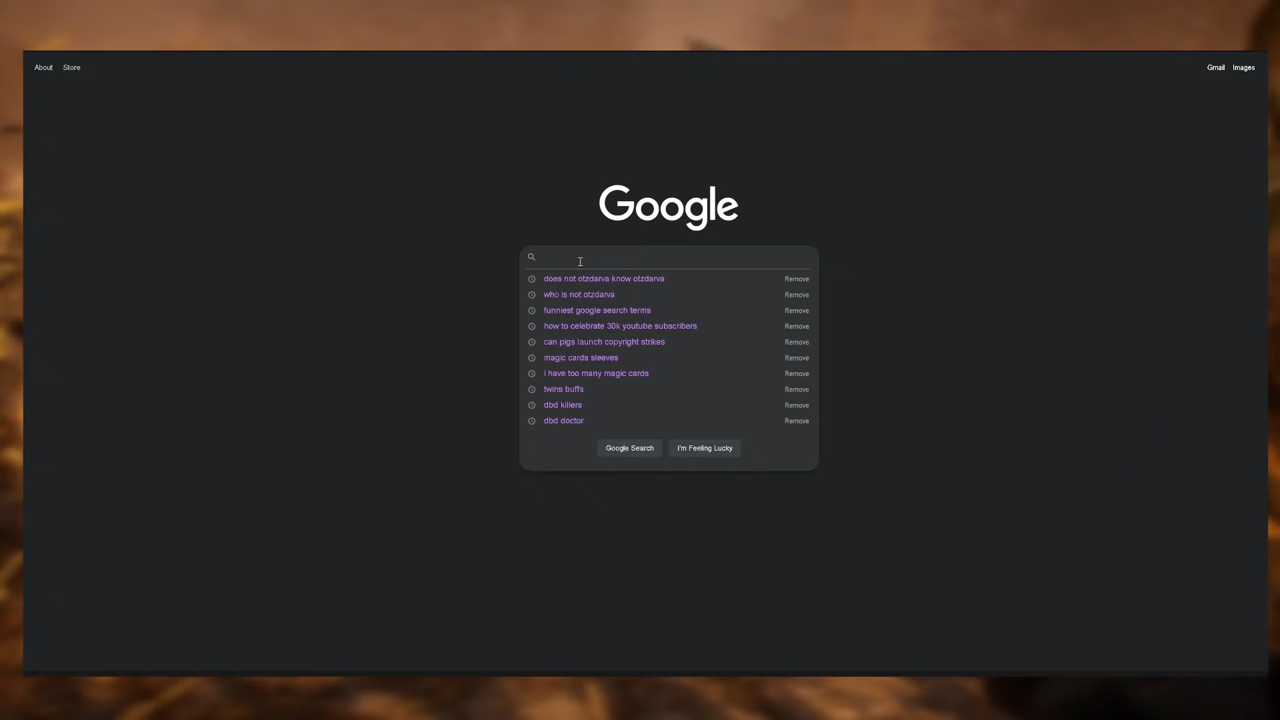 About Store
Gmail Images
Google
does not otzdarva know otzdarva Remove
who is not otzdarva Remove
funniest google search terms Remove
how to celebrate 30k youtube subscribers Remove
can pigs launch copyright strikes Remove
magic cards sleeves Remove
i have too many magic cards Remove
twins buffs Remove
dbd killers Remove
dbd doctor Remove
Google Search I'm Feeling Lucky